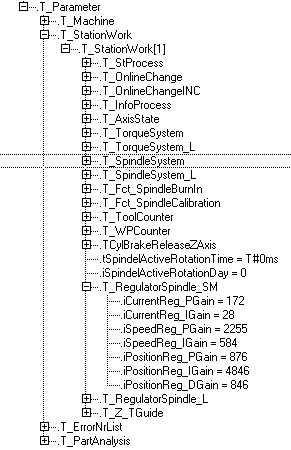 .T_Parameter
.T_Machine
.T_StationWork
.T_StationWork[1]
.T_StProcess
.T_OnlineChange
.T_OnlineChangeINC
.T_InfoProcess
.T_AxisState
.T_TorqueSystem
.T_TorqueSystem_L
.T_SpindleSystem
.T_SpindleSystem_L
.T_Fct_SpindleBurnIn
.T_Fct_SpindleCalibration
.T_ToolCounter
.T_WPCounter
.TCylBrakeReleaseZAxis
.tSpindelActiveRotationTime = T#0ms
.iSpindelActiveRotationDay = 0
.T_RegulatorSpindle_SM
.iCurrentReg_PGain = 172
.iCurrentReg_IGain = 28
.iSpeedReg_PGain = 2255
.iSpeedReg_IGain = 584
.iPositionReg_PGain = 876
.iPositionReg_IGain = 4846
.iPositionReg_DGain = 846
.T_RegulatorSpindle_L
.T_Z_TGuide
.T_ErrorNrList
.T_PartAnalysis